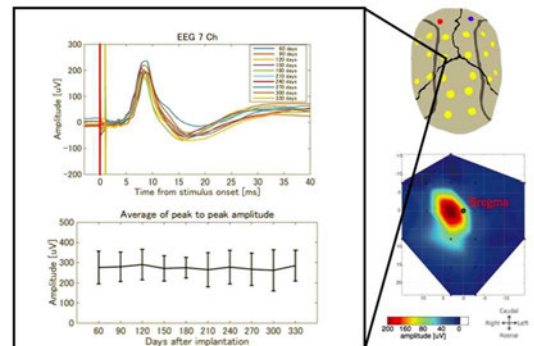 EEG 7 Ch
Amplitude [uV]
300
200
100
0
-100
-200
60 days
90 days
120 days
150 days
180 days
210 days
240 days
270 days
300 days
330 days
-5 0 5 10 15 20 25 30 35 40
Time from stimulus onset [ms]
Average of peak to peak amplitude
Amplitude [uV]
500
400
300
200
100
0
60 90 120 150 180 210 240 270 300 330
Days after implantation
Bregma
200 150 100 50 0
amplitude [uV]
Caudal
Right Left
Rostral